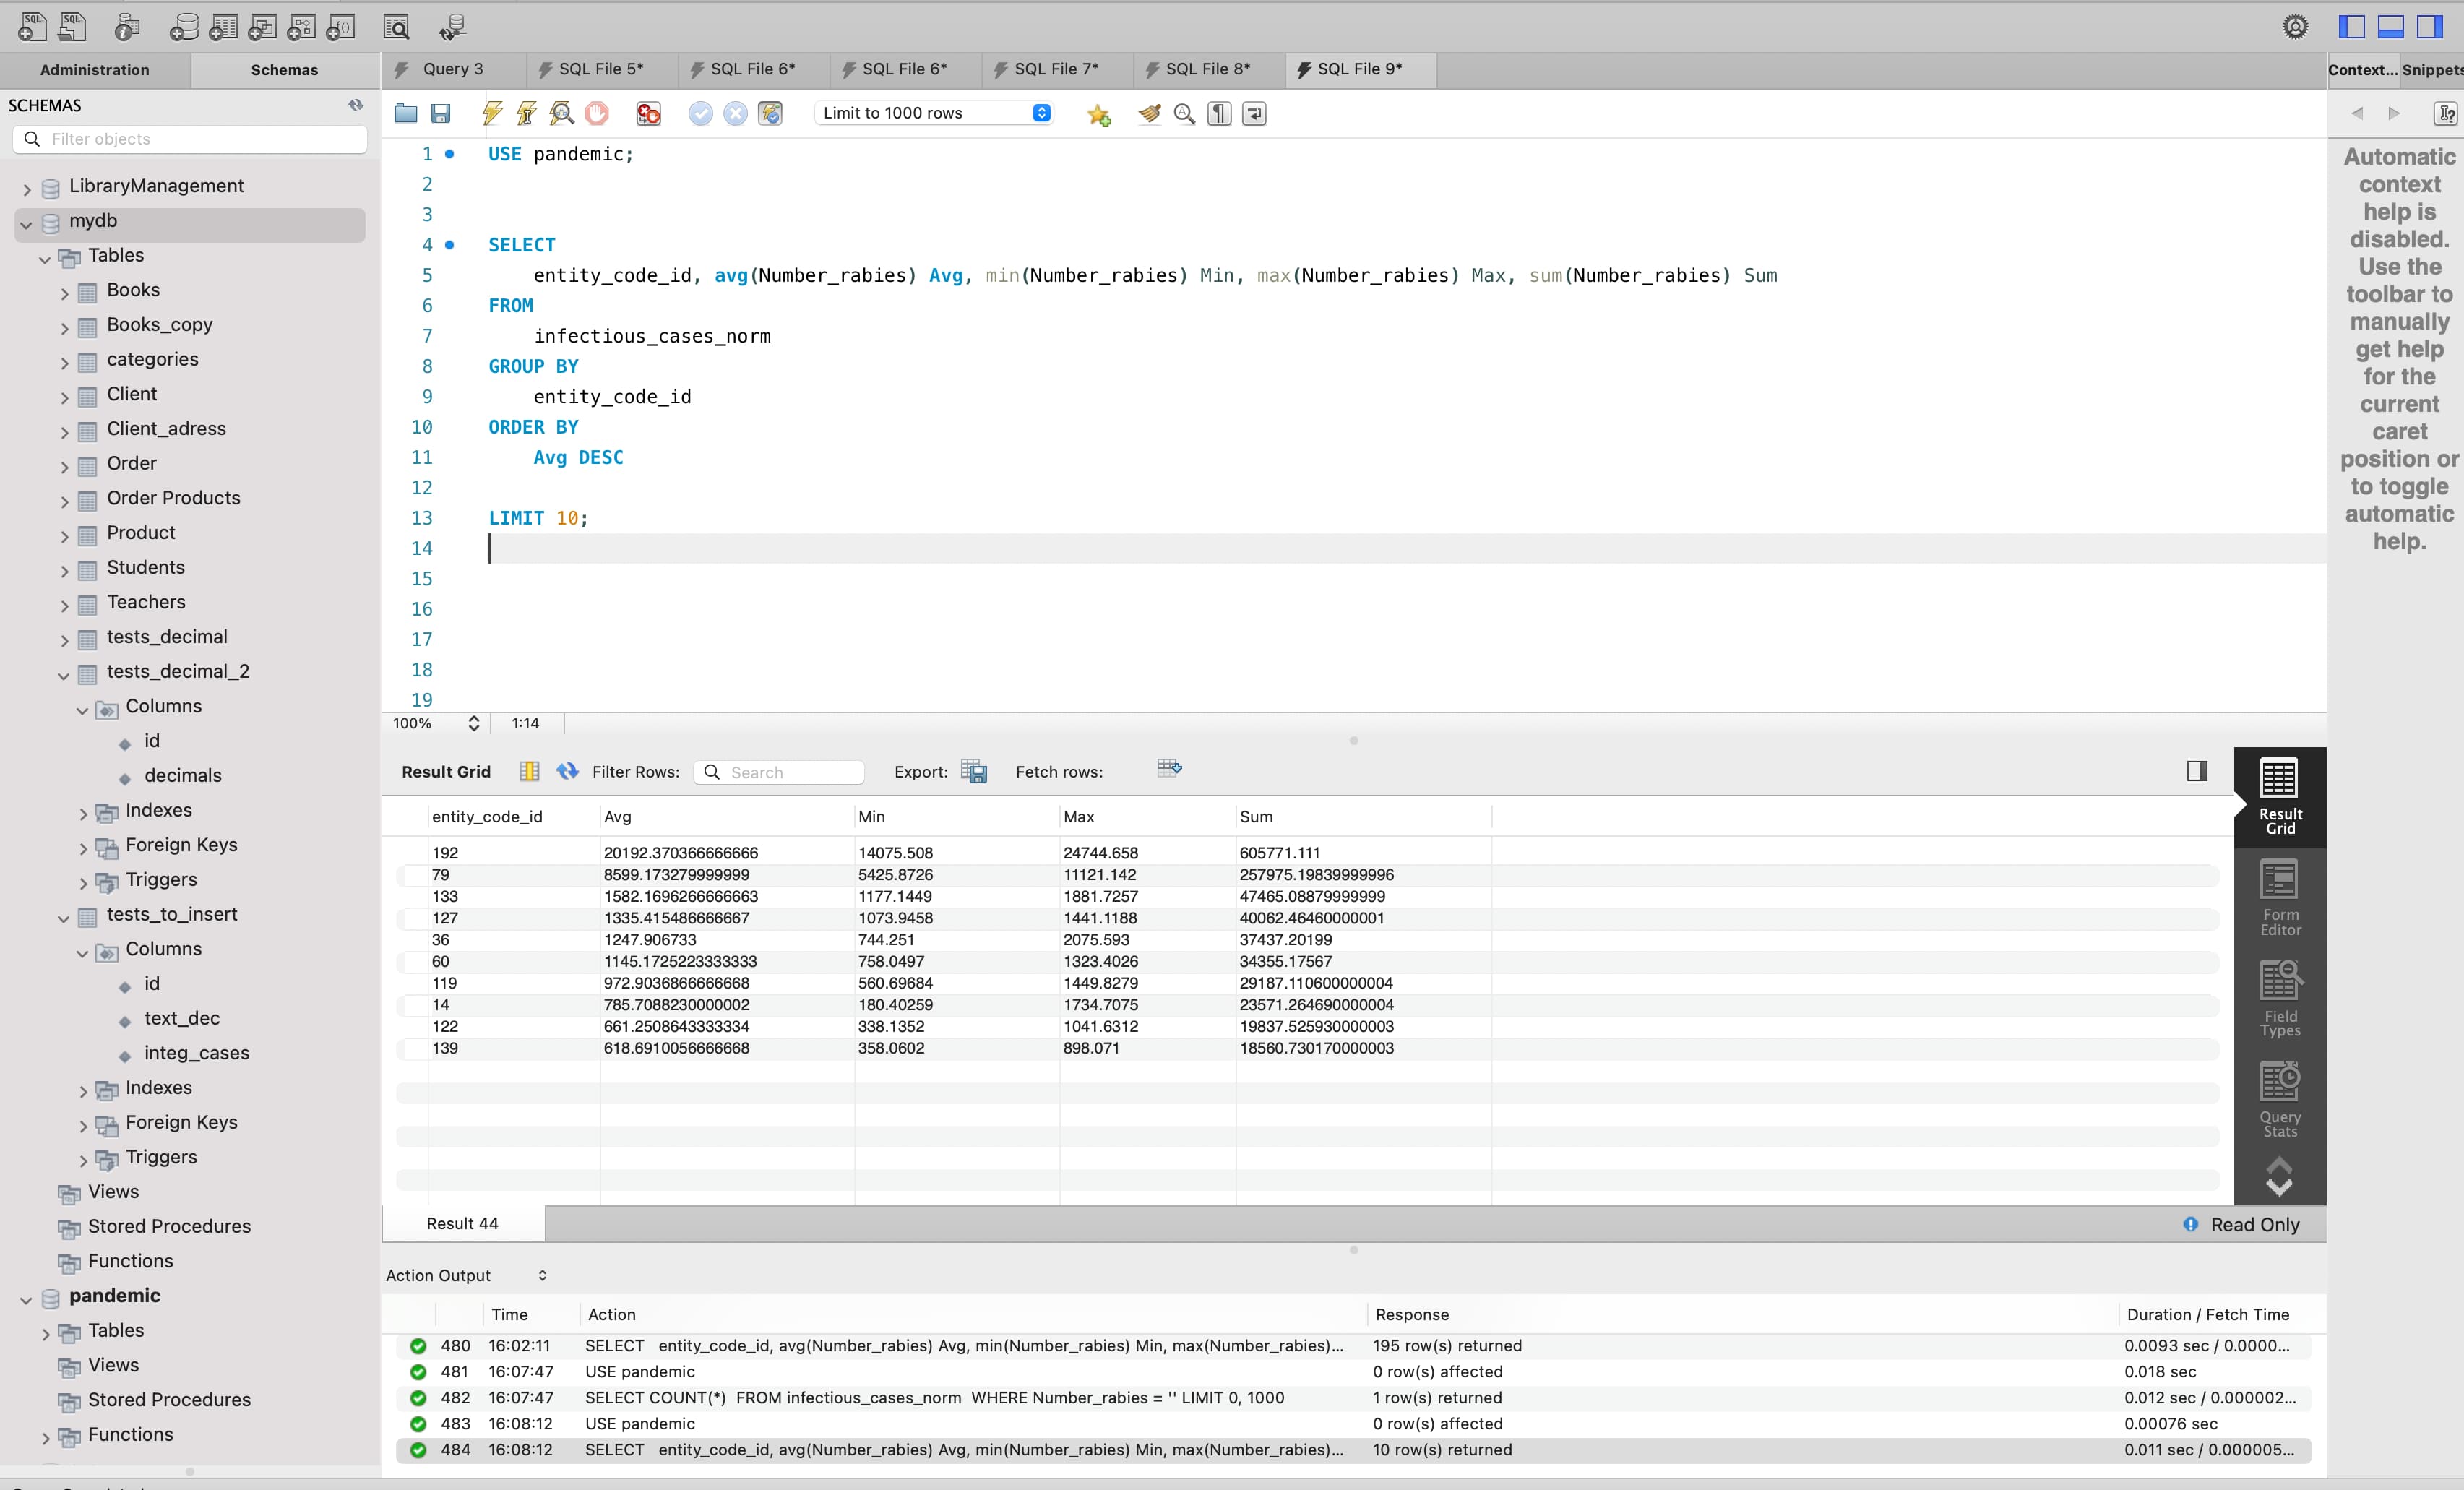 Administration
Schemas
Query 3
SQL File 5*
SQL File 6*
SQL File 6*
SQL File 7*
SQL File 8*
SQL File 9*
Context...
Snippets
SCHEMAS
Filter objects
LibraryManagement
mydb
Tables
Books
Books_copy
categories
Client
Client_adress
Order
Order Products
Product
Students
Teachers
tests_decimal
tests_decimal_2
Columns
id
decimals
Indexes
Foreign Keys
Triggers
tests_to_insert
Columns
id
text_dec
integ_cases
Indexes
Foreign Keys
Triggers
Views
Stored Procedures
Functions
pandemic
Tables
Views
Stored Procedures
Functions
Limit to 1000 rows
1 USE pandemic;
2
3
4 SELECT
5 entity_code_id, avg(Number_rabies) Avg, min(Number_rabies) Min, max(Number_rabies) Max, sum(Number_rabies) Sum
6 FROM
7 infectious_cases_norm
8 GROUP BY
9 entity_code_id
10 ORDER BY
11 Avg DESC
12
13 LIMIT 10;
14
15
16
17
18
19
100% 1:14
Automatic
context
help is
disabled.
Use the
toolbar to
manually
get help
for the
current
caret
position or
to toggle
automatic
help.
Result Grid Filter Rows: Search Export: Fetch rows:
entity_code_id Avg Min Max Sum
192 20192.370366666666 14075.508 24744.658 605771.111
79 8599.173279999999 5425.8726 11121.142 257975.19839999996
133 1582.1696266666663 1177.1449 1881.7257 47465.08879999999
127 1335.415486666667 1073.9458 1441.1188 40062.46460000001
36 1247.906733 744.251 2075.593 37437.20199
60 1145.1725223333333 758.0497 1323.4026 34355.17567
119 972.9036866666668 560.69684 1449.8279 29187.110600000004
14 785.7088230000002 180.40259 1734.7075 23571.264690000004
122 661.2508643333334 338.1352 1041.6312 19837.525930000003
139 618.6910056666668 358.0602 898.071 18560.730170000003
Result
Grid
Form
Editor
Field
Types
Query
Stats
Result 44
Read Only
Action Output
Time Action Response Duration / Fetch Time
480 16:02:11 SELECT entity_code_id, avg(Number_rabies) Avg, min(Number_rabies) Min, max(Number_rabies)... 195 row(s) returned 0.0093 sec / 0.0000...
481 16:07:47 USE pandemic 0 row(s) affected 0.018 sec
482 16:07:47 SELECT COUNT(*) FROM infectious_cases_norm WHERE Number_rabies = '' LIMIT 0, 1000 1 row(s) returned 0.012 sec / 0.000002...
483 16:08:12 USE pandemic 0 row(s) affected 0.00076 sec
484 16:08:12 SELECT entity_code_id, avg(Number_rabies) Avg, min(Number_rabies) Min, max(Number_rabies)... 10 row(s) returned 0.011 sec / 0.000005...